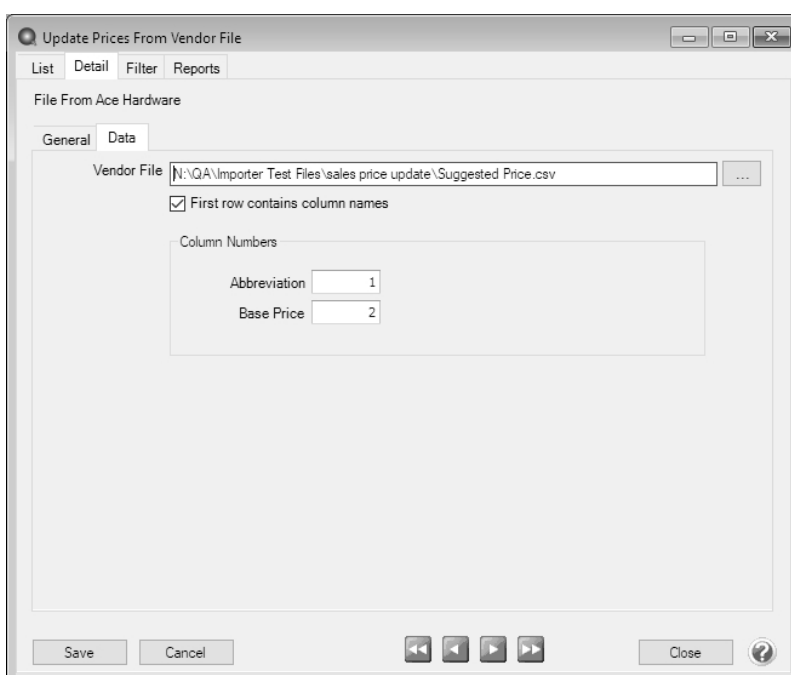 Update Prices From Vendor File
List Detail Filter Reports
File From Ace Hardware
General Data
Vendor File N:\QA\Importer Test Files\sales price update\Suggested Price.csv ...
First row contains column names
Column Numbers
Abbreviation 1
Base Price 2
Save Cancel Close ?